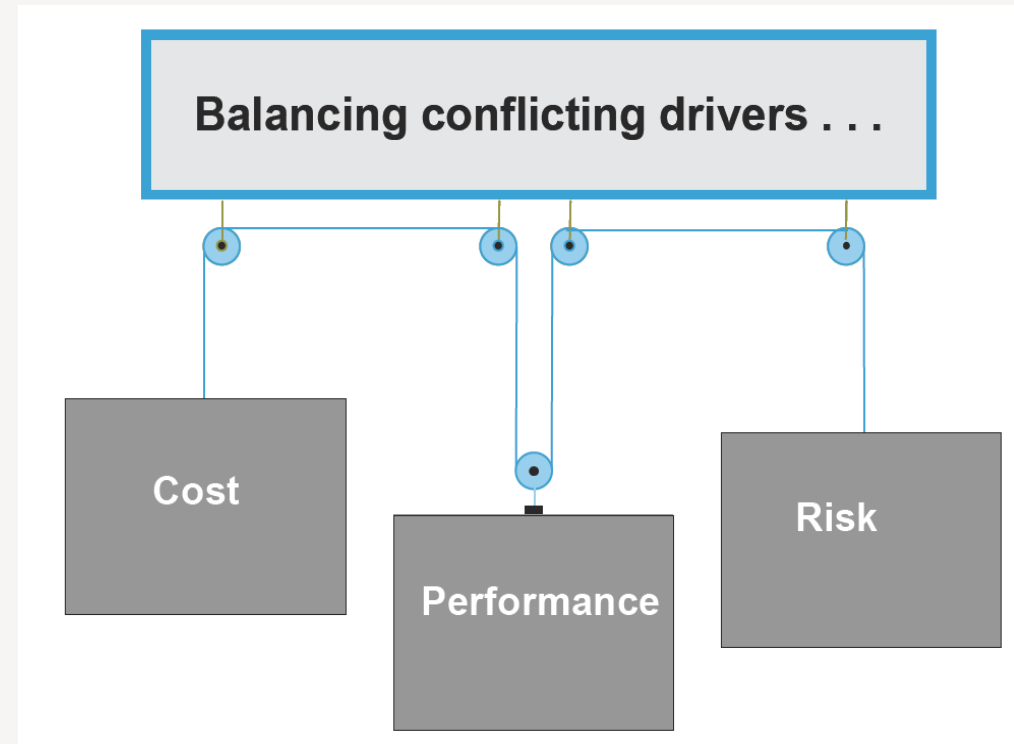 Balancing conflicting drivers . . .
Cost
Performance
Risk